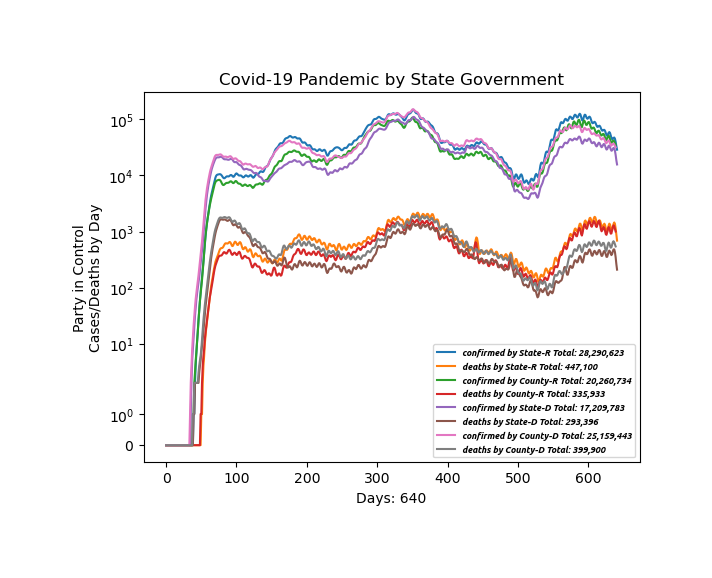 Covid-19 Pandemic by State Government
Party in Control
Cases/Deaths by Day
10^5
10^4
10^3
10^2
10^1
10^0
0
confirmed by State-R Total: 28,290,623
deaths by State-R Total: 447,100
confirmed by County-R Total: 20,260,734
deaths by County-R Total: 335,933
confirmed by State-D Total: 17,209,783
deaths by State-D Total: 293,396
confirmed by County-D Total: 25,159,443
deaths by County-D Total: 399,900
0 100 200 300 400 500 600
Days: 640